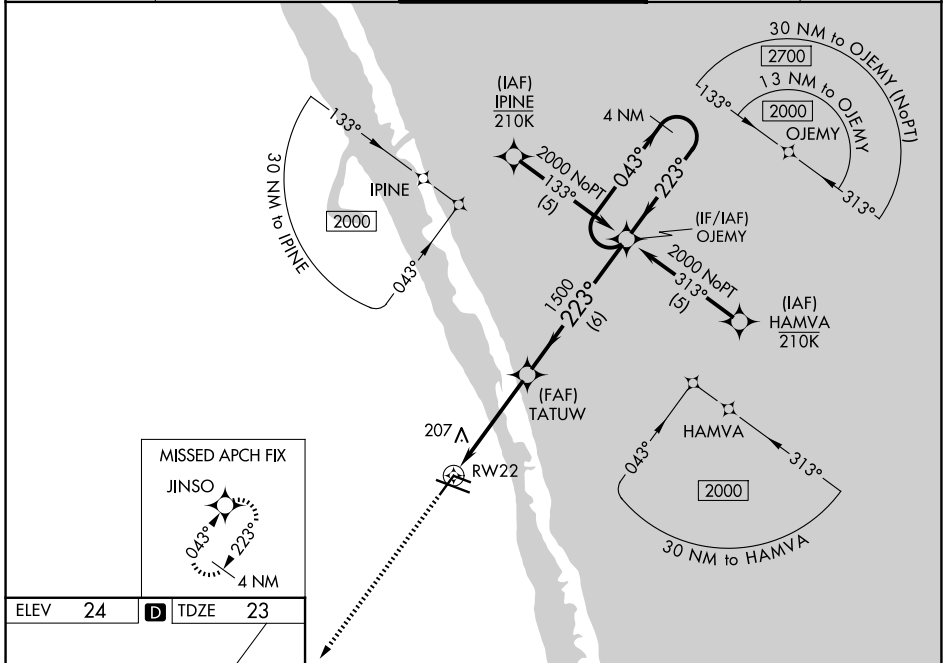 30 NM to OJEMY (NoPT)
2700
13 NM to OJEMY
2000
133°
OJEMY
313°
(IAF)
IPINE
210K
4 NM
2000 NoPT
133°
(5)
043°
223°
(IF/IAF)
OJEMY
2000 NoPT
313°
(5)
(IAF)
HAMVA
210K
133°
IPINE
2000
30 NM to IPINE
043°
1500
223°
(6)
(FAF)
TATUW
207
RW22
HAMVA
043°
313°
2000
30 NM to HAMVA
MISSED APCH FIX
JINSO
043°
223°
4 NM
ELEV 24 D TDZE 23